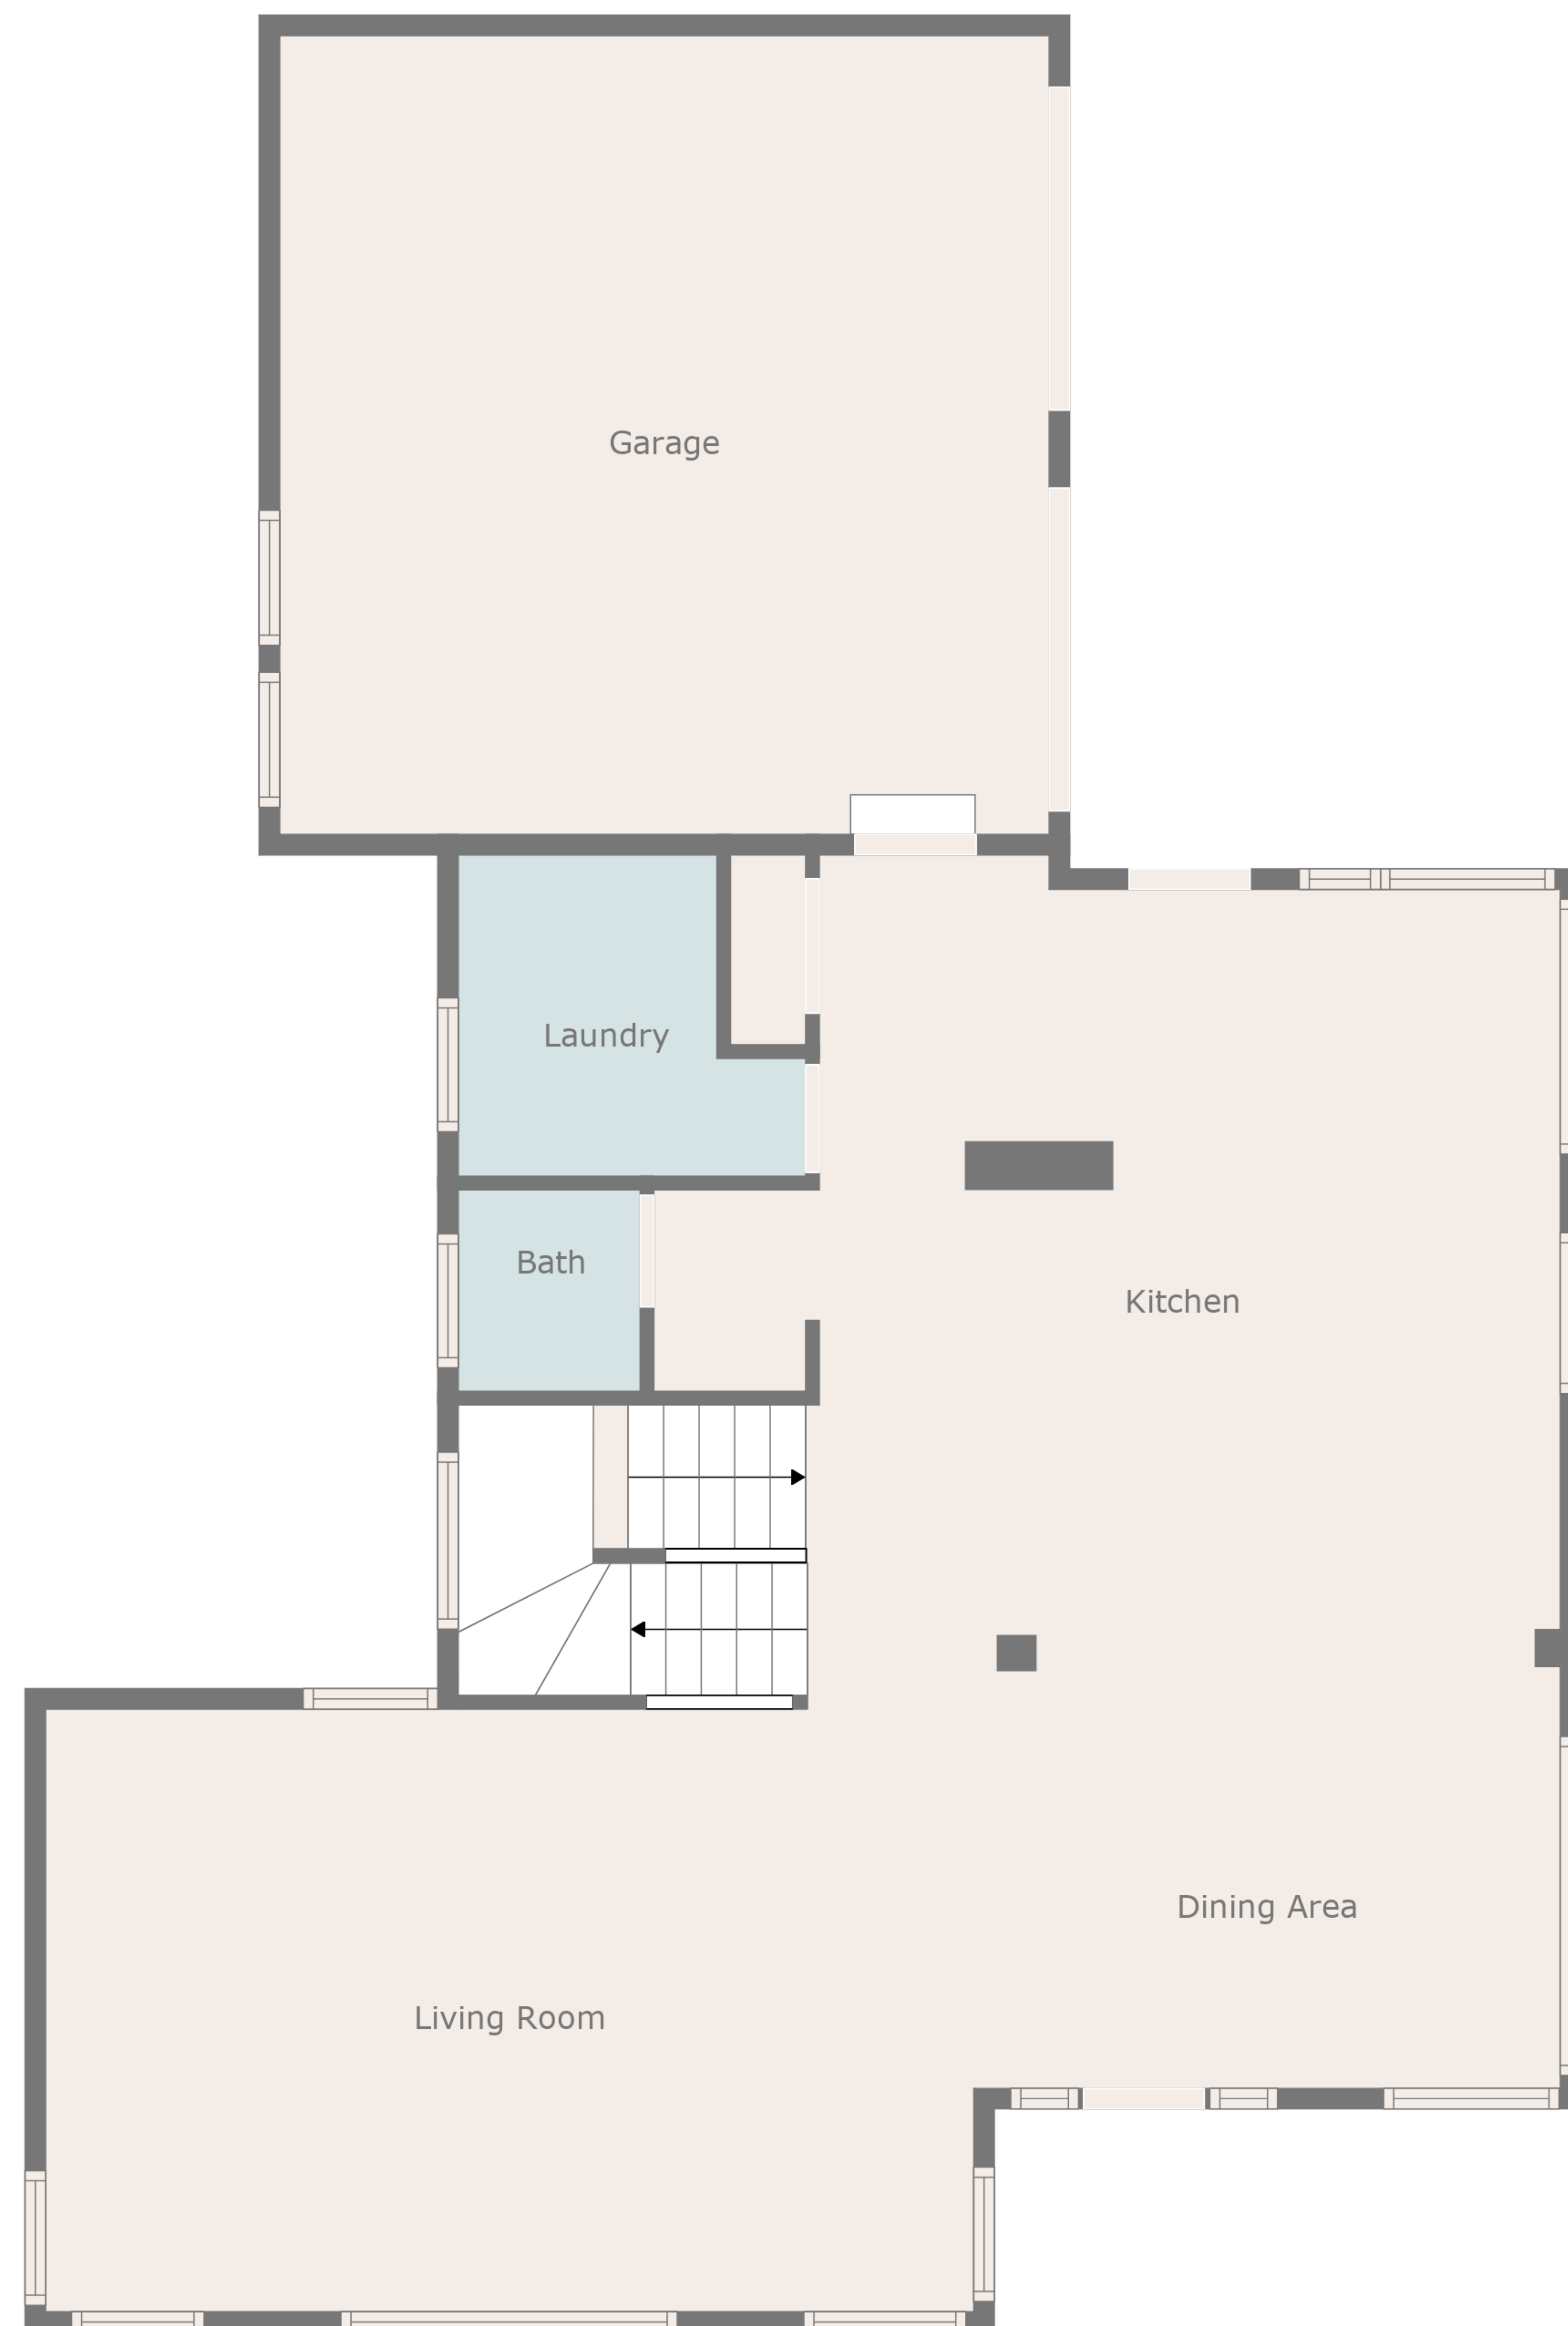 Garage
Laundry
Bath
Kitchen
Dining Area
Living Room